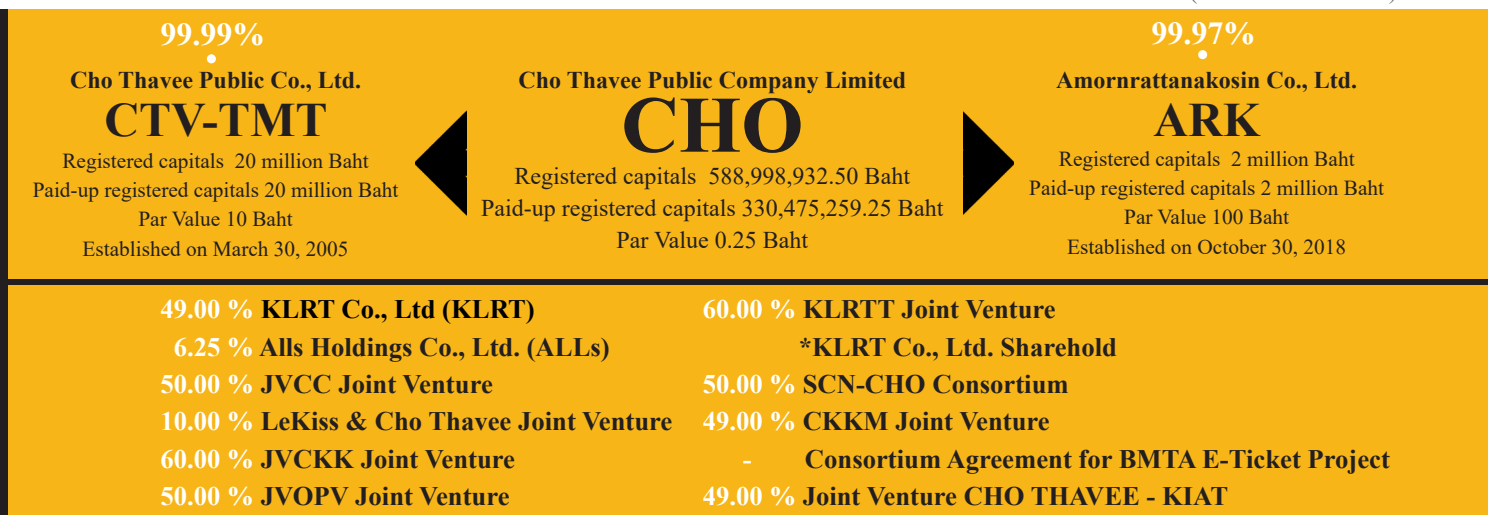 99.99%
Cho Thavee Public Co., Ltd.
CTV-TMT
Registered capitals 20 million Baht
Paid-up registered capitals 20 million Baht
Par Value 10 Baht
Established on March 30, 2005
Cho Thavee Public Company Limited
CHO
Registered capitals 588,998,932.50 Baht
Paid-up registered capitals 330,475,259.25 Baht
Par Value 0.25 Baht
99.97%
Amornrattanakosin Co., Ltd.
ARK
Registered capitals 2 million Baht
Paid-up registered capitals 2 million Baht
Par Value 100 Baht
Established on October 30, 2018
49.00 % KLRT Co., Ltd (KLRT)
6.25 % Alls Holdings Co., Ltd. (ALLs)
50.00 % JVCC Joint Venture
10.00 % LeKiss & Cho Thavee Joint Venture
60.00 % JVCKK Joint Venture
50.00 % JVOPV Joint Venture
60.00 % KLRTT Joint Venture
*KLRT Co., Ltd. Sharehold
50.00 % SCN-CHO Consortium
49.00 % CKKM Joint Venture
- Consortium Agreement for BMTA E-Ticket Project
49.00 % Joint Venture CHO THAVEE - KIAT